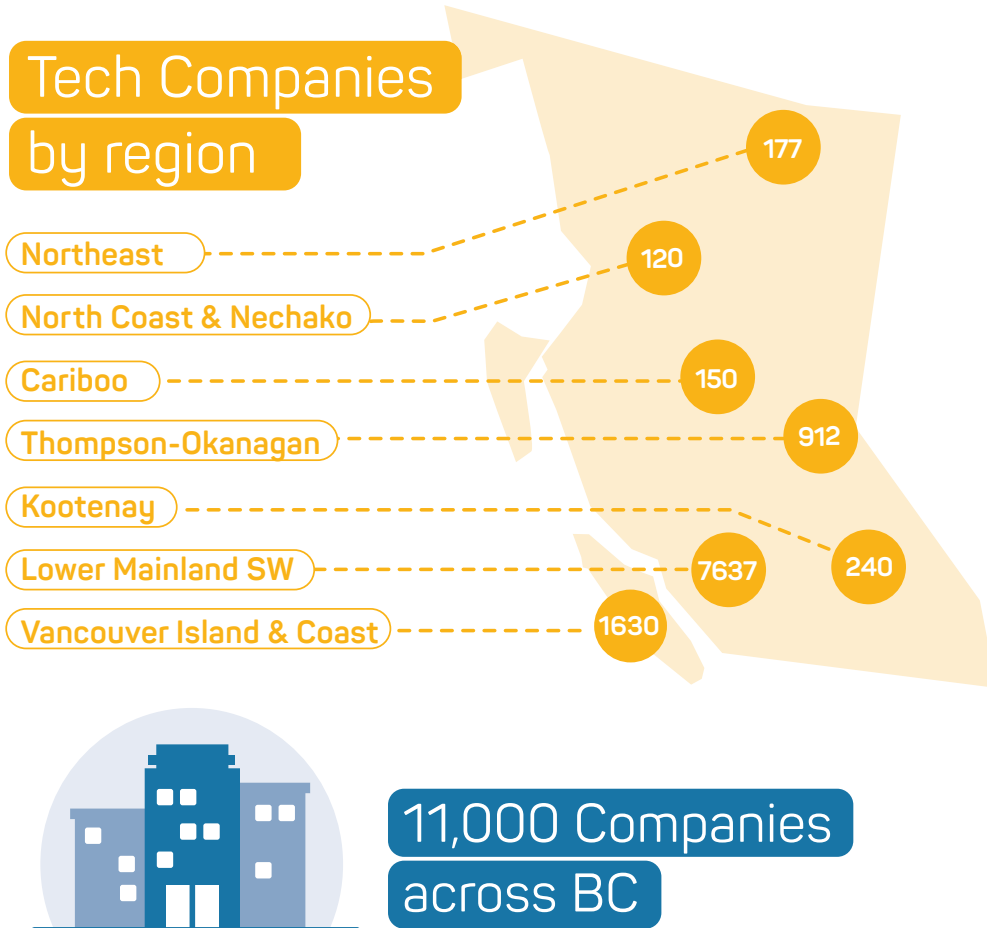 Tech Companies
by region
177
Northeast
120
North Coast & Nechako
Cariboo
150
Thompson-Okanagan
912
Kootenay
Lower Mainland SW
7637
240
Vancouver Island & Coast
1630
11,000 Companies
across BC